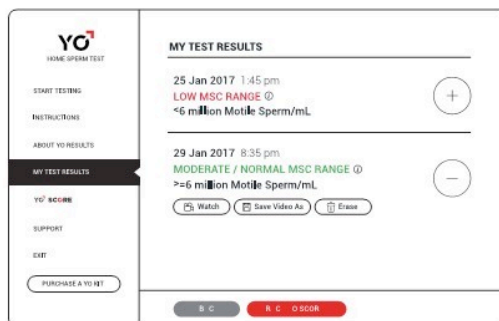 YO
HOME SPERM TEST
START TESTING
INSTRUCTIONS
ABOUT YO RESULTS
MY TEST RESULTS
YO SCORE
SUPPORT
EXIT
PURCHASE A YO KIT
MY TEST RESULTS
25 Jan 2017 1:45 pm
LOW MSC RANGE
<6 million Motile Sperm/mL
29 Jan 2017 8:35 pm
MODERATE / NORMAL MSC RANGE
>=6 million Motile Sperm/mL
Watch Save Video As Erase